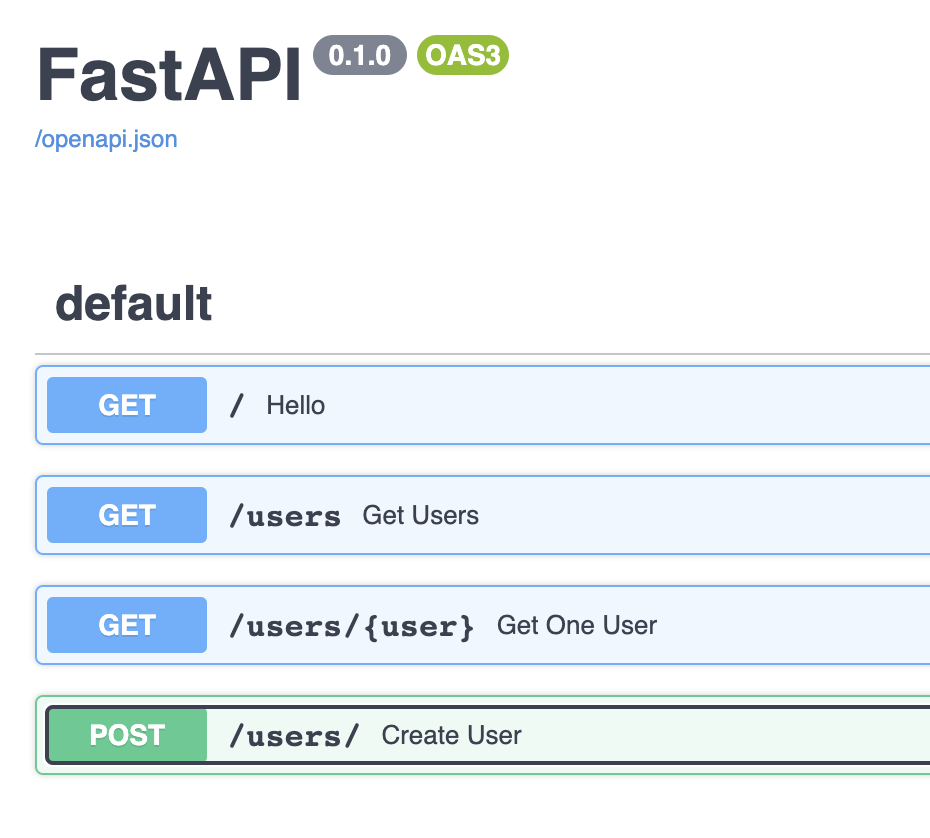 FastAPI 0.1.0 OAS3
/openapi.json
default
GET / Hello
GET /users Get Users
GET /users/{user} Get One User
POST /users/ Create User